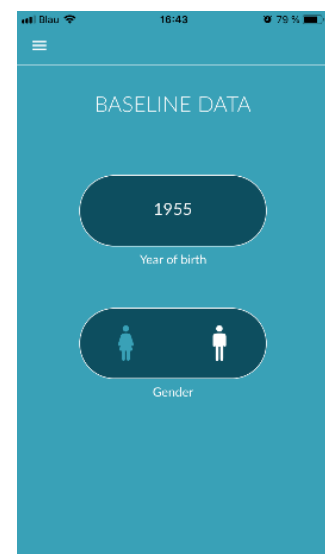 Blau 16:43 79 %
BASELINE DATA
1955
Year of birth
Gender